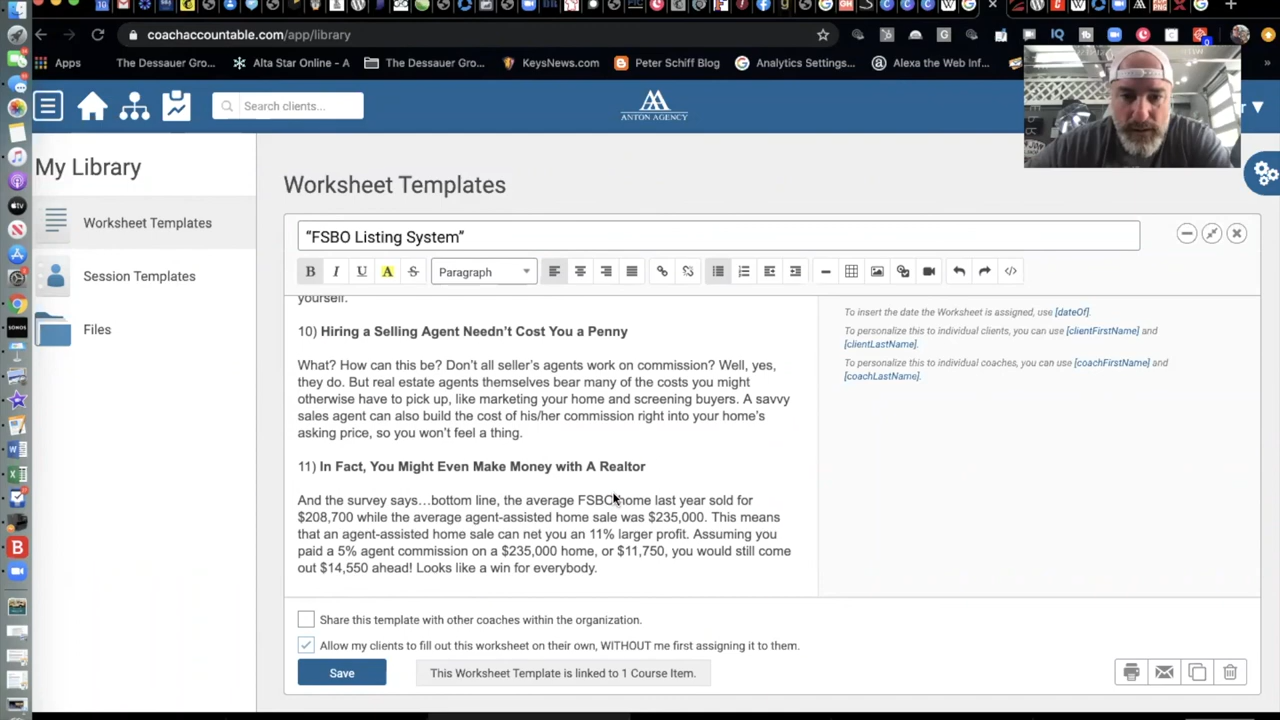 coachaccountable.com/app/library
Apps
The Dessauer Gro...
Alta Star Online - A
The Dessauer Gro...
KeysNews.com
Peter Schiff Blog
Analytics Settings...
Alexa the Web Inf...
»
Search clients...
ANTON AGENCY
My Library
Worksheet Templates
Session Templates
Files
Worksheet Templates
“FSBO Listing System”
B I U A S Paragraph
yourself.
10) Hiring a Selling Agent Needn’t Cost You a Penny
What? How can this be? Don’t all seller’s agents work on commission? Well, yes,
they do. But real estate agents themselves bear many of the costs you might
otherwise have to pick up, like marketing your home and screening buyers. A savvy
sales agent can also build the cost of his/her commission right into your home’s
asking price, so you won’t feel a thing.
11) In Fact, You Might Even Make Money with A Realtor
And the survey says…bottom line, the average FSBO home last year sold for
$208,700 while the average agent-assisted home sale was $235,000. This means
that an agent-assisted home sale can net you an 11% larger profit. Assuming you
paid a 5% agent commission on a $235,000 home, or $11,750, you would still come
out $14,550 ahead! Looks like a win for everybody.
To insert the date the Worksheet is assigned, use [dateOf].
To personalize this to individual clients, you can use [clientFirstName] and
[clientLastName].
To personalize this to individual coaches, you can use [coachFirstName] and
[coachLastName].
Share this template with other coaches within the organization.
Allow my clients to fill out this worksheet on their own, WITHOUT me first assigning it to them.
Save
This Worksheet Template is linked to 1 Course Item.